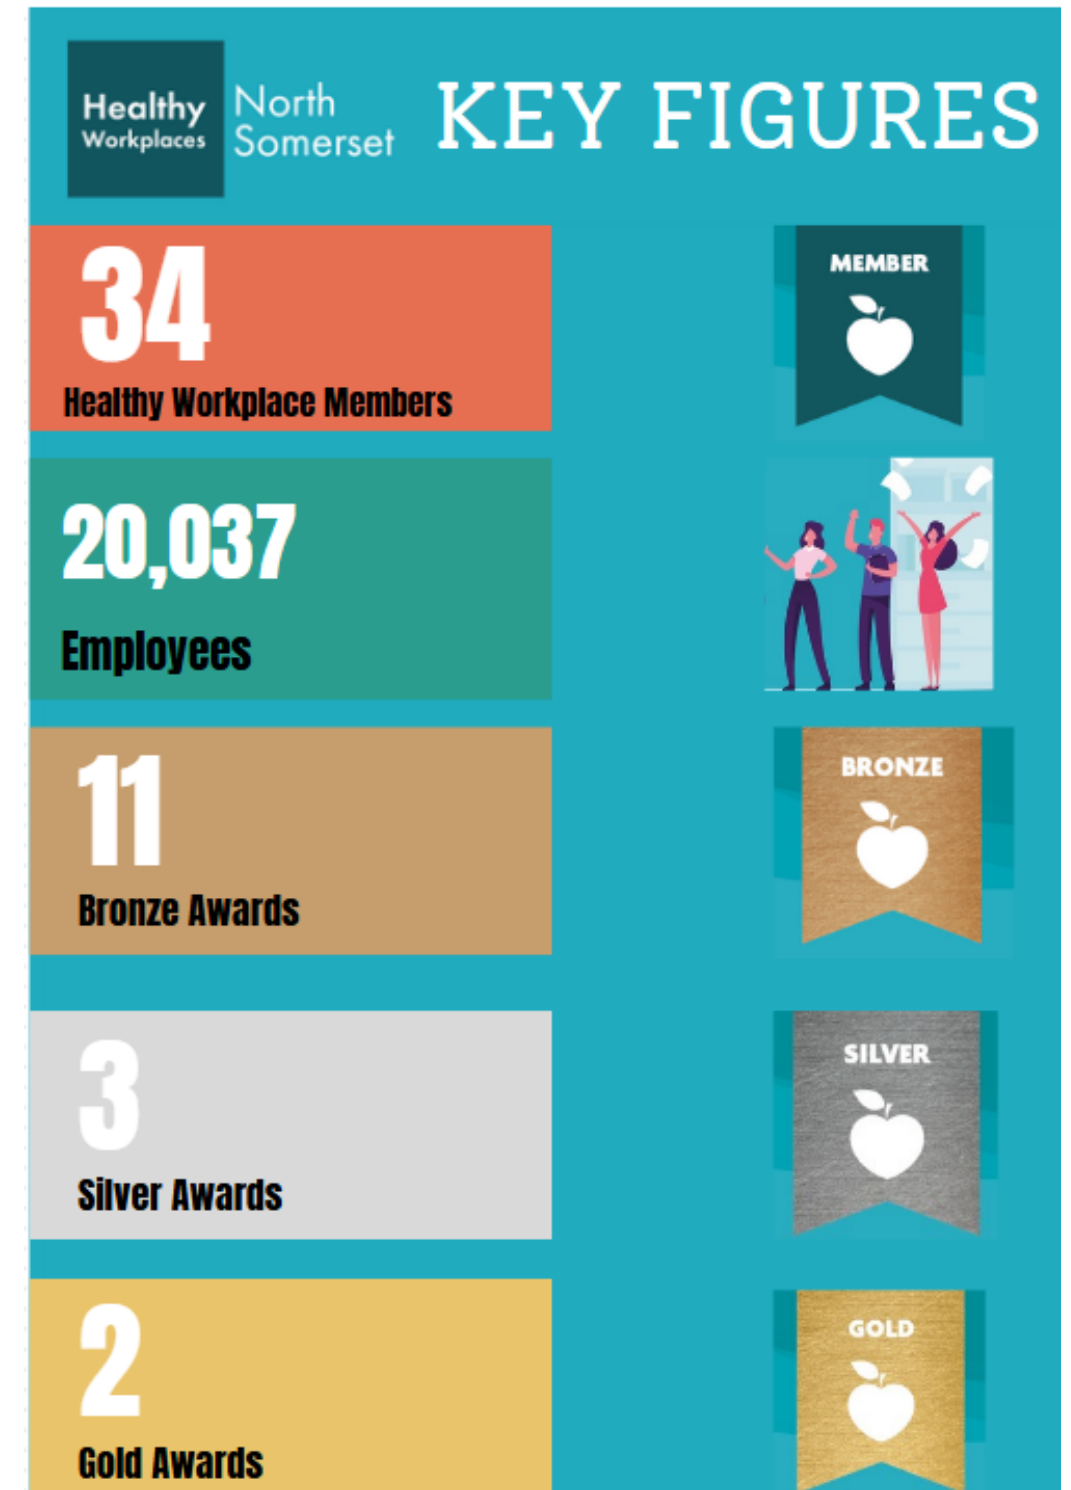 Healthy
Workplaces
North
Somerset
KEY FIGURES
34
Healthy Workplace Members
MEMBER
20,037
Employees
11
Bronze Awards
BRONZE
3
Silver Awards
SILVER
2
Gold Awards
GOLD